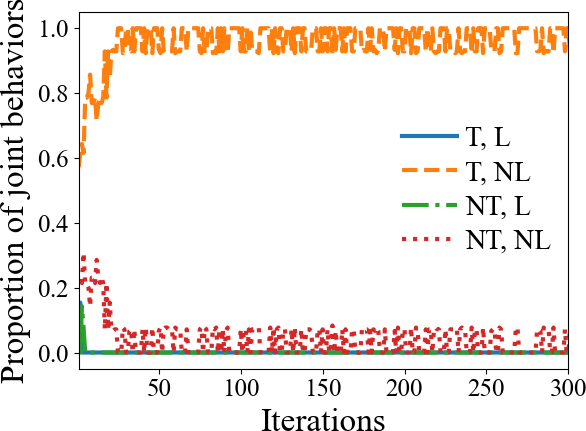 Proportion of joint behaviors
1.0
0.8
0.6
0.4
0.2
0.0
T, L
T, NL
NT, L
NT, NL
50
100
150
200
250
300
Iterations